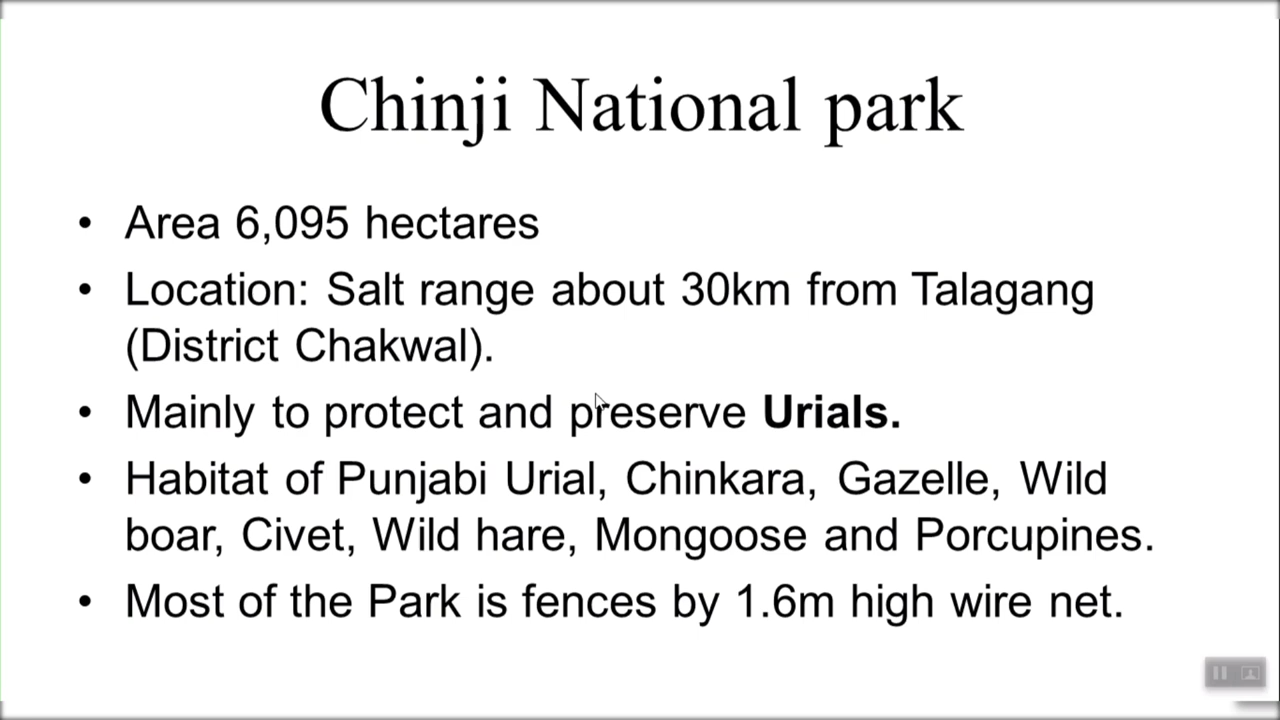 Chinji National park
• Area 6,095 hectares
• Location: Salt range about 30km from Talagang
(District Chakwal).
• Mainly to protect and preserve Urials.
• Habitat of Punjabi Urial, Chinkara, Gazelle, Wild
boar, Civet, Wild hare, Mongoose and Porcupines.
• Most of the Park is fences by 1.6m high wire net.